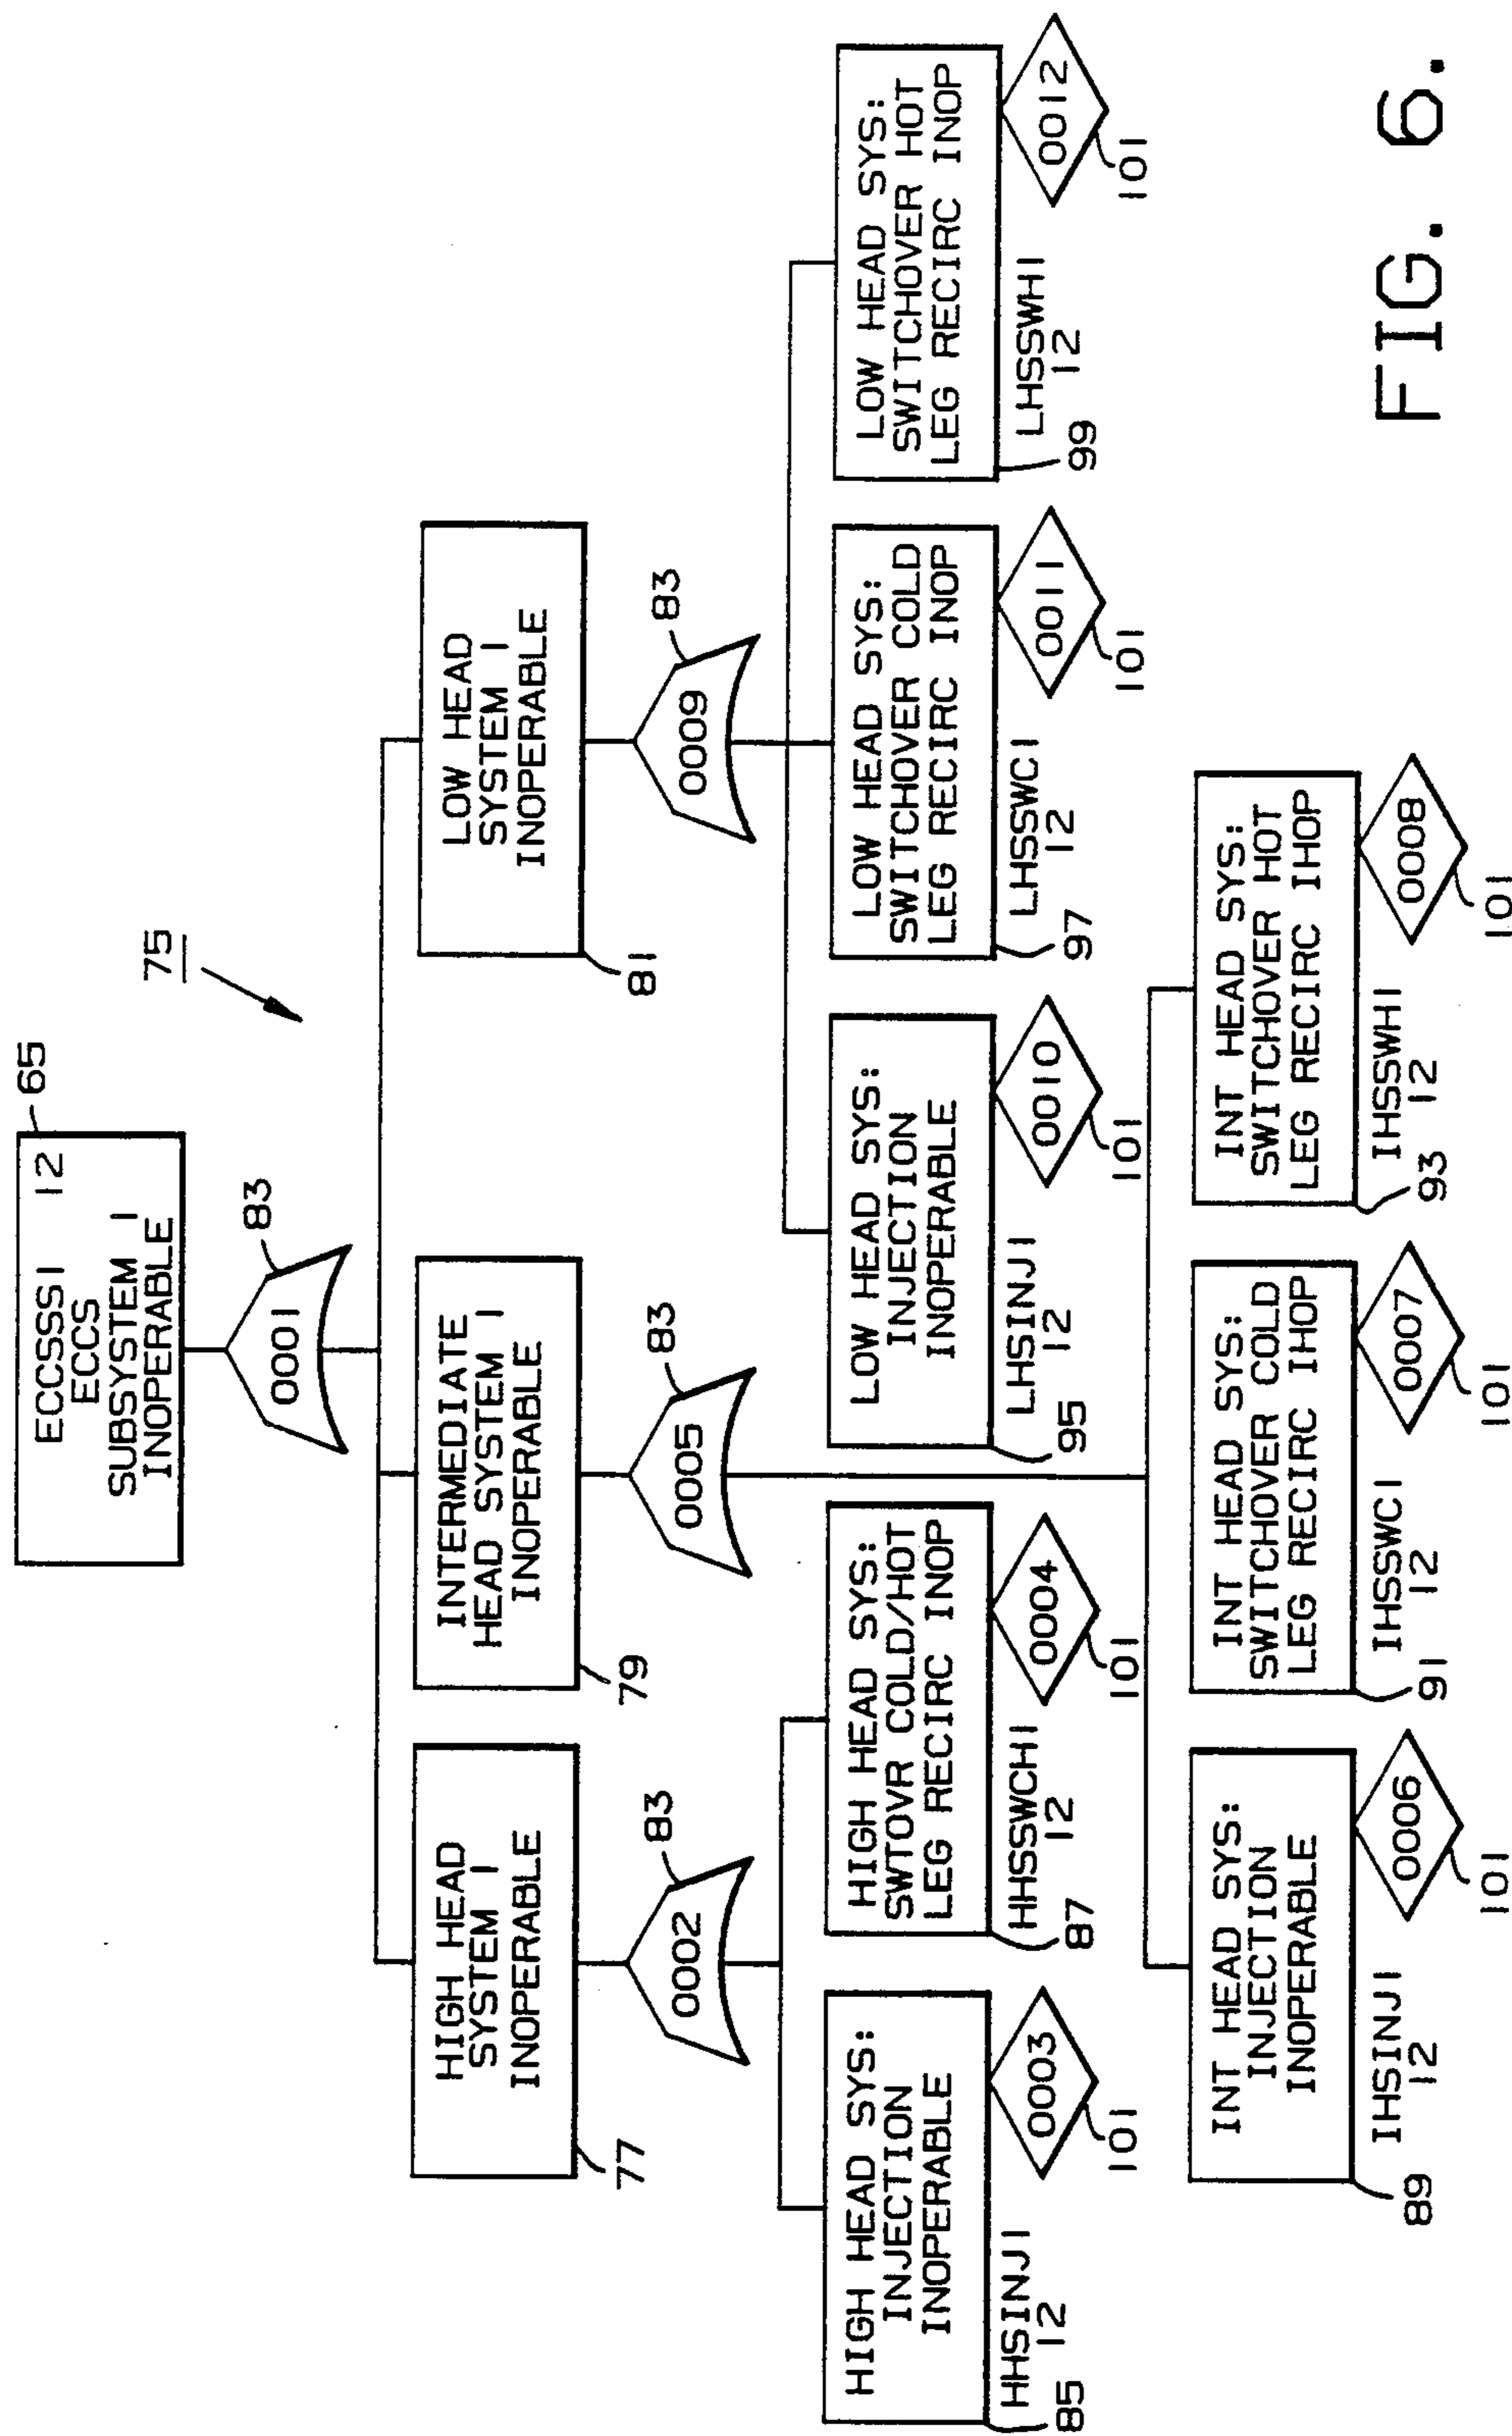 75
ECCSSS1 12
ECCS
SUBSYSTEM 1
INOPERABLE
65
0001
83
HIGH HEAD
SYSTEM 1
INOPERABLE
77
INTERMEDIATE
HEAD SYSTEM 1
INOPERABLE
79
LOW HEAD
SYSTEM 1
INOPERABLE
81
0002
83
0005
83
0009
83
HIGH HEAD SYS:
INJECTION
INOPERABLE
HHSINJ1
12
85
0003
101
HIGH HEAD SYS:
SWTOVR COLD/HOT
LEG RECIRC INOP
HHSSWCH1
12
87
0004
101
LOW HEAD SYS:
INJECTION
INOPERABLE
LHSINJ1
12
95
0010
101
LOW HEAD SYS:
SWITCHOVER COLD
LEG RECIRC INOP
LHSSWC1
12
97
0011
101
LOW HEAD SYS:
SWITCHOVER HOT
LEG RECIRC INOP
LHSSWH1
12
99
0012
101
INT HEAD SYS:
INJECTION
INOPERABLE
IHSINJ1
12
89
0006
101
INT HEAD SYS:
SWITCHOVER COLD
LEG RECIRC IHOP
IHSSWC1
12
91
0007
101
INT HEAD SYS:
SWITCHOVER HOT
LEG RECIRC IHOP
IHSSWH1
12
93
0008
101
FIG. 6.